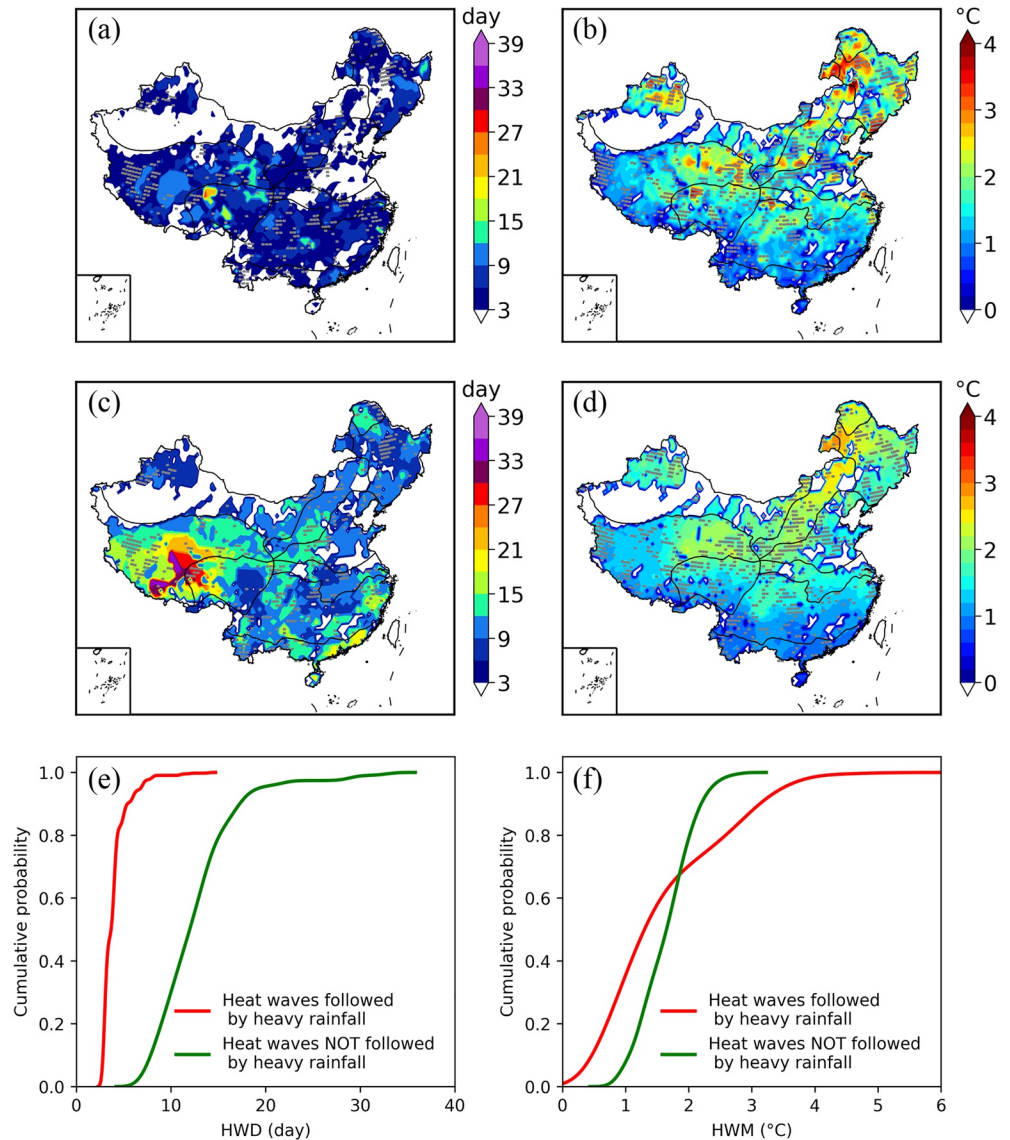 (a)
day
39
33
27
21
15
9
3
(b)
°C
4
3
2
1
0
(c)
day
39
33
27
21
15
9
3
(d)
°C
4
3
2
1
0
(e)
Cumulative probability
1.0
0.8
0.6
0.4
0.2
0.0
Heat waves followed
by heavy rainfall
Heat waves NOT followed
by heavy rainfall
0 10 20 30 40
HWD (day)
(f)
Cumulative probability
1.0
0.8
0.6
0.4
0.2
0.0
Heat waves followed
by heavy rainfall
Heat waves NOT followed
by heavy rainfall
0 1 2 3 4 5 6
HWM (°C)